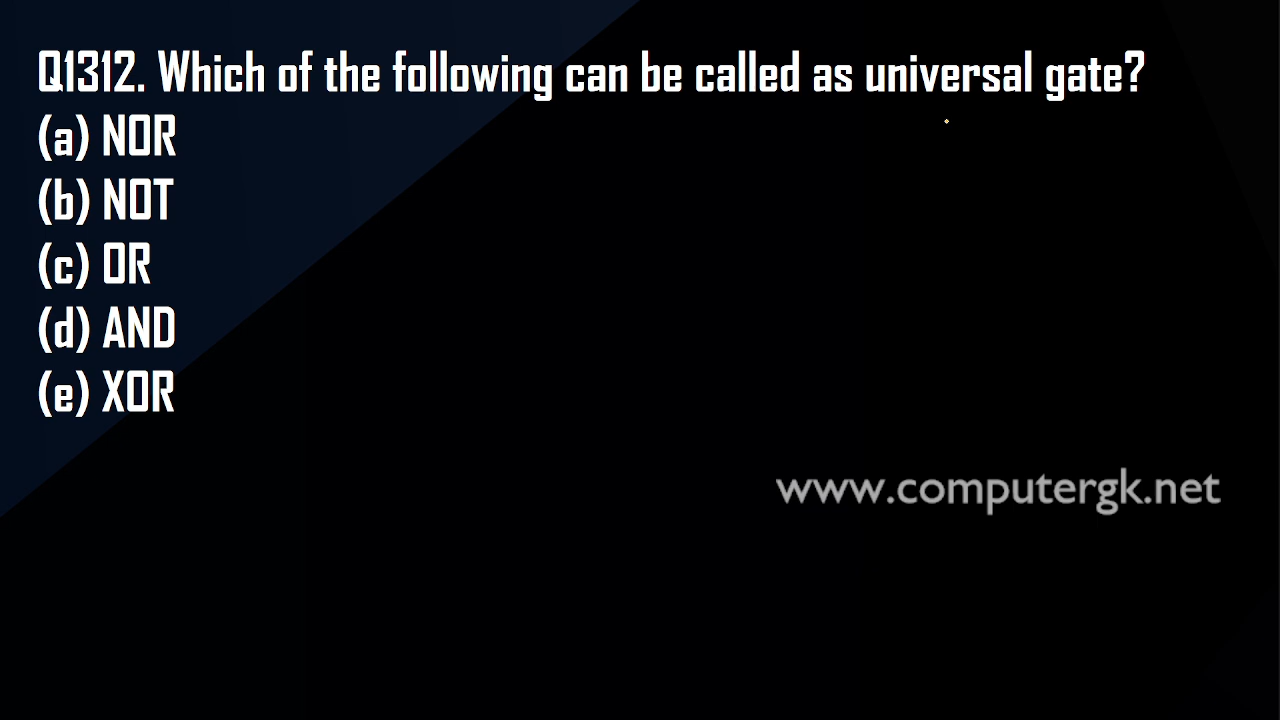 Q1312. Which of the following can be called as universal gate?
(a) NOR
(b) NOT
(c) OR
(d) AND
(e) XOR
www.computergk.net